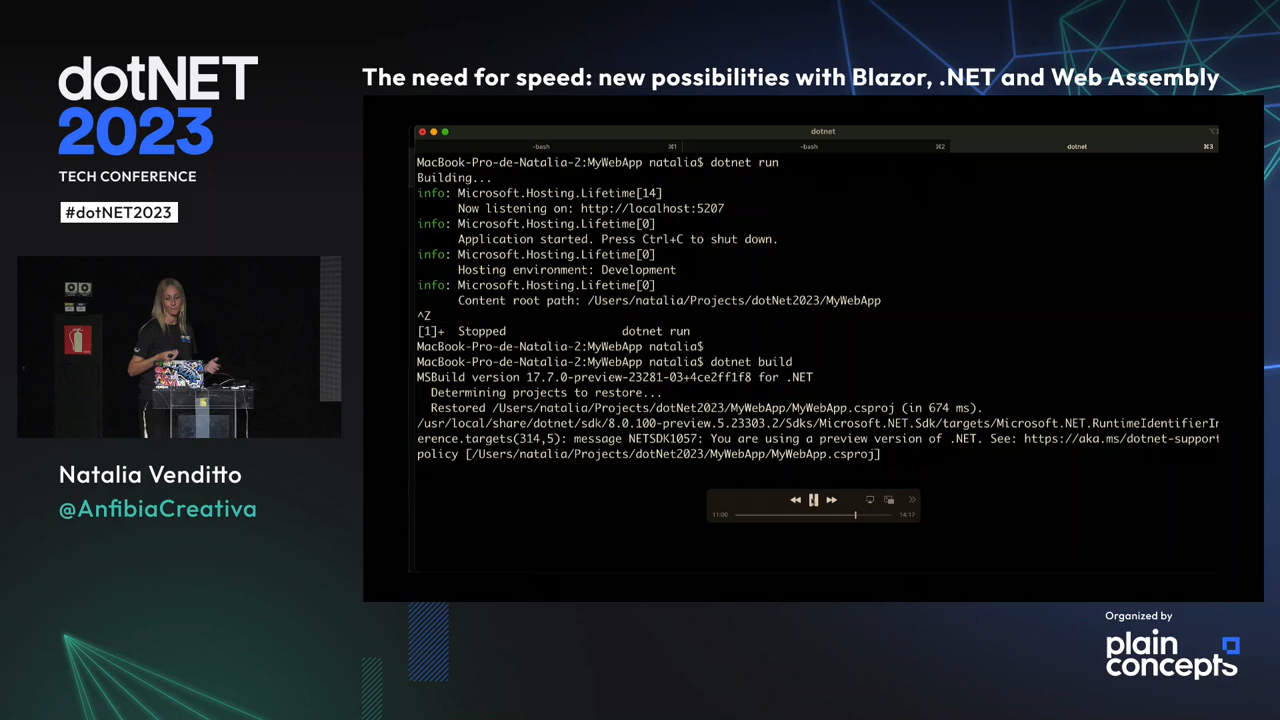 dotNET
2023
TECH CONFERENCE
#dotNET2023
Natalia Venditto
@AnfibiaCreativa
The need for speed: new possibilities with Blazor, .NET and Web Assembly
dotnet
-bash ⌘1 -bash ⌘2 dotnet ⌘3
MacBook-Pro-de-Natalia-2:MyWebApp natalia$ dotnet run
Building...
info: Microsoft.Hosting.Lifetime[14]
Now listening on: http://localhost:5207
info: Microsoft.Hosting.Lifetime[0]
Application started. Press Ctrl+C to shut down.
info: Microsoft.Hosting.Lifetime[0]
Hosting environment: Development
info: Microsoft.Hosting.Lifetime[0]
Content root path: /Users/natalia/Projects/dotNet2023/MyWebApp
^Z
[1]+ Stopped dotnet run
MacBook-Pro-de-Natalia-2:MyWebApp natalia$
MacBook-Pro-de-Natalia-2:MyWebApp natalia$ dotnet build
MSBuild version 17.7.0-preview-23281-03+4ce2ff1f8 for .NET
Determining projects to restore...
Restored /Users/natalia/Projects/dotNet2023/MyWebApp/MyWebApp.csproj (in 674 ms).
/usr/local/share/dotnet/sdk/8.0.100-preview.5.23303.2/Sdks/Microsoft.NET.Sdk/targets/Microsoft.NET.RuntimeIdentifierIn
erence.targets(314,5): message NETSDK1057: You are using a preview version of .NET. See: https://aka.ms/dotnet-support
policy [/Users/natalia/Projects/dotNet2023/MyWebApp/MyWebApp.csproj]
11:00 14:17
Organized by
plain
concepts